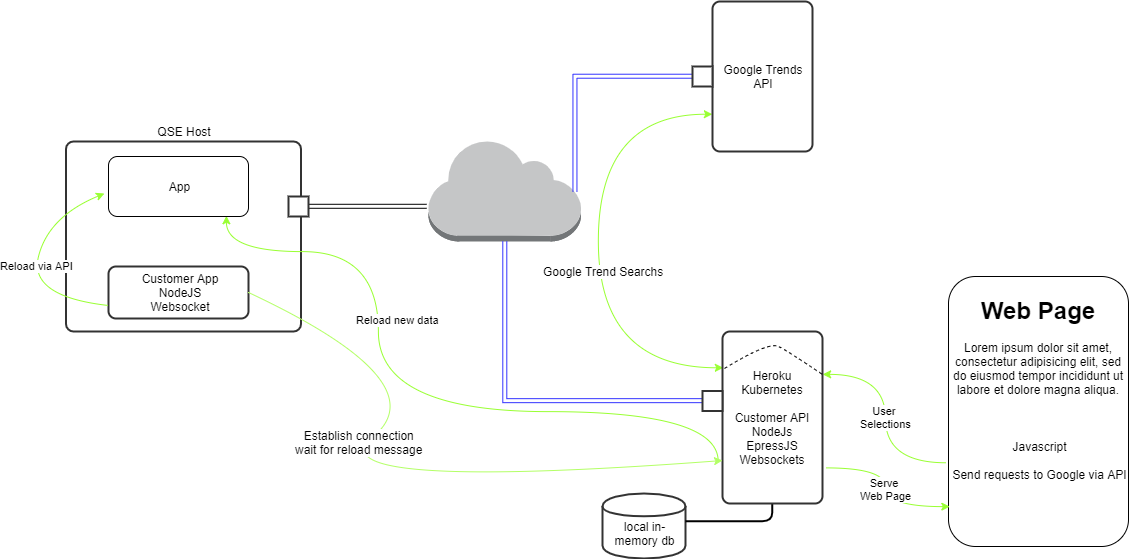 Google Trends
API
QSE Host
App
Reload via API
Customer App
NodeJS
Websocket
Google Trend Searchs
Reload new data
Establish connection
wait for reload message
Heroku
Kubernetes
Customer API
NodeJs
EpressJS
Websockets
local in-
memory db
User
Selections
Serve
Web Page
Web Page
Lorem ipsum dolor sit amet,
consectetur adipisicing elit, sed
do eiusmod tempor incididunt ut
labore et dolore magna aliqua.
Javascript
Send requests to Google via API